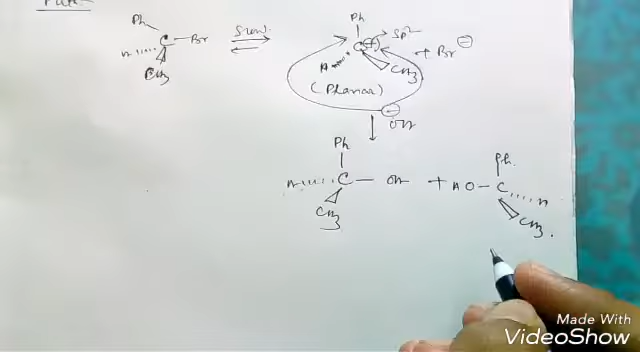 Ph
Ph
C
Br
slow
C
+
sp²
+ Br⊖
H
CH3
H
CH3
(Planar)
⊖
OH
Ph
Ph
H
C
OH
+
HO
C
H
CH3
CH3.
Made With
VideoShow